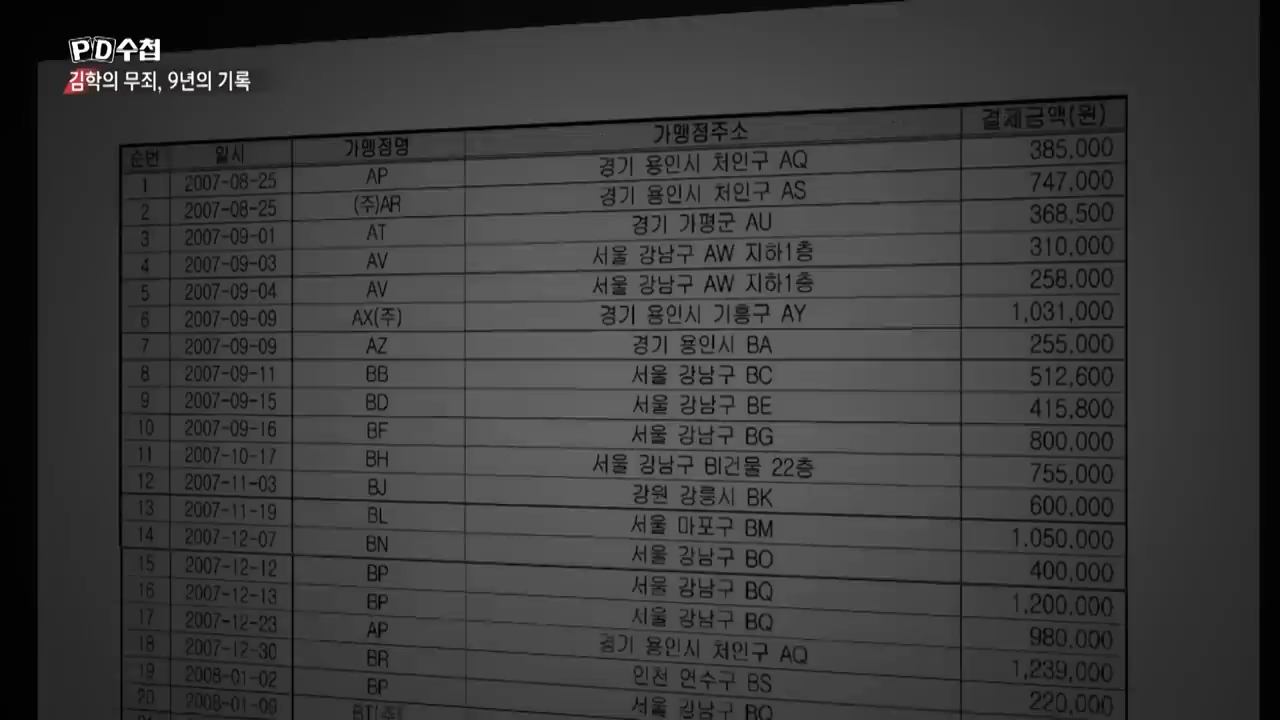 PD수첩
김학의 무죄, 9년의 기록
순번 일시 가맹점명 가맹점주소 결제금액(원)
1 2007-08-25 AP 경기 용인시 처인구 AQ 385,000
2 2007-08-25 (주)AR 경기 용인시 처인구 AS 747,000
3 2007-09-01 AT 경기 가평군 AU 368,500
4 2007-09-03 AV 서울 강남구 AW 지하1층 310,000
5 2007-09-04 AV 서울 강남구 AW 지하1층 258,000
6 2007-09-09 AX(주) 경기 용인시 기흥구 AY 1,031,000
7 2007-09-09 AZ 경기 용인시 BA 255,000
8 2007-09-11 BB 서울 강남구 BC 512,600
9 2007-09-15 BD 서울 강남구 BE 415,800
10 2007-09-16 BF 서울 강남구 BG 800,000
11 2007-10-17 BH 서울 강남구 BI건물 22층 755,000
12 2007-11-03 BJ 강원 강릉시 BK 600,000
13 2007-11-19 BL 서울 마포구 BM 1,050,000
14 2007-12-07 BN 서울 강남구 BO 400,000
15 2007-12-12 BP 서울 강남구 BQ 1,200,000
16 2007-12-13 BP 서울 강남구 BQ 980,000
17 2007-12-23 AP 경기 용인시 처인구 AQ 1,239,000
18 2007-12-30 BR 인천 연수구 BS 220,000
19 2008-01-02 BP 서울 강남구 BQ
20 BT(주)